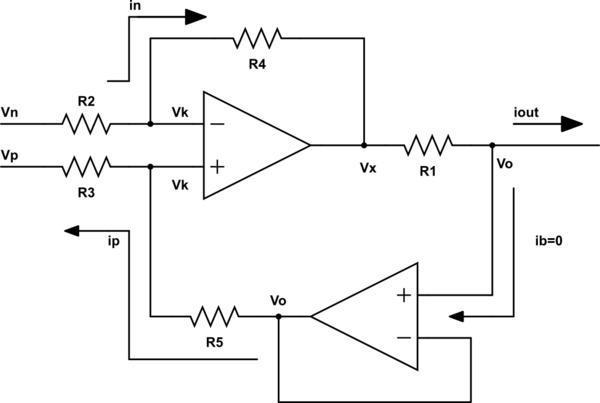 in
R4
R2
Vn
Vk
−
iout
Vp
+
R3
Vk
Vx
R1
Vo
ip
ib=0
Vo
+
−
R5